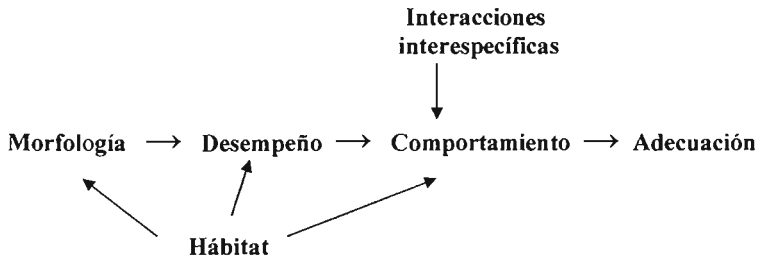 Interacciones
interespecíficas
Morfología → Desempeño → Comportamiento → Adecuación
Hábitat